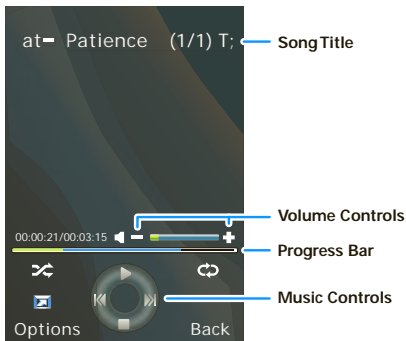 at- Patience (1/1) T;
Song Title
Volume Controls
00:00:21/00:03:15
Progress Bar
Music Controls
Options
Back